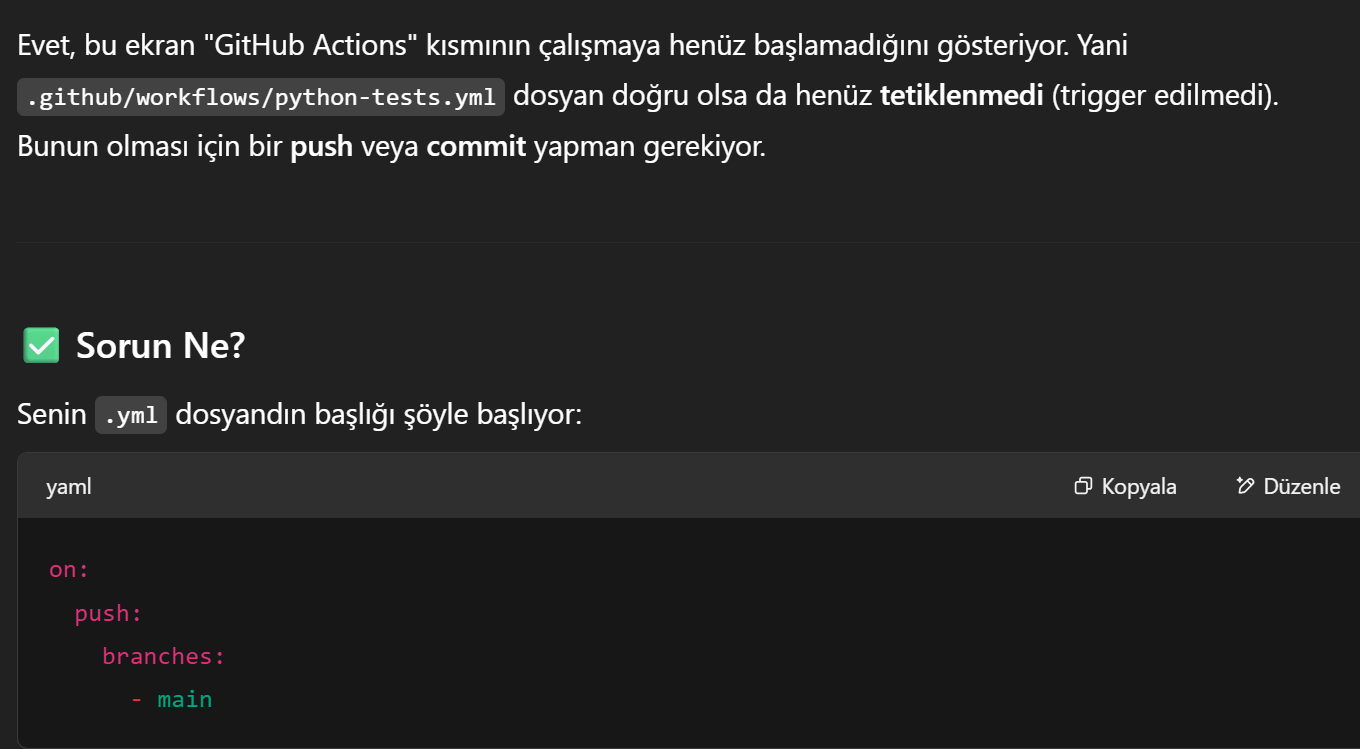 Evet, bu ekran "GitHub Actions" kısmının çalışmaya henüz başlamadığını gösteriyor. Yani
.github/workflows/python-tests.yml dosyan doğru olsa da henüz tetiklenmedi (trigger edilmedi).
Bunun olması için bir push veya commit yapman gerekiyor.
✅ Sorun Ne?
Senin .yml dosyandın başlığı şöyle başlıyor:
yaml
Kopyala
Düzenle
on:
push:
branches:
- main